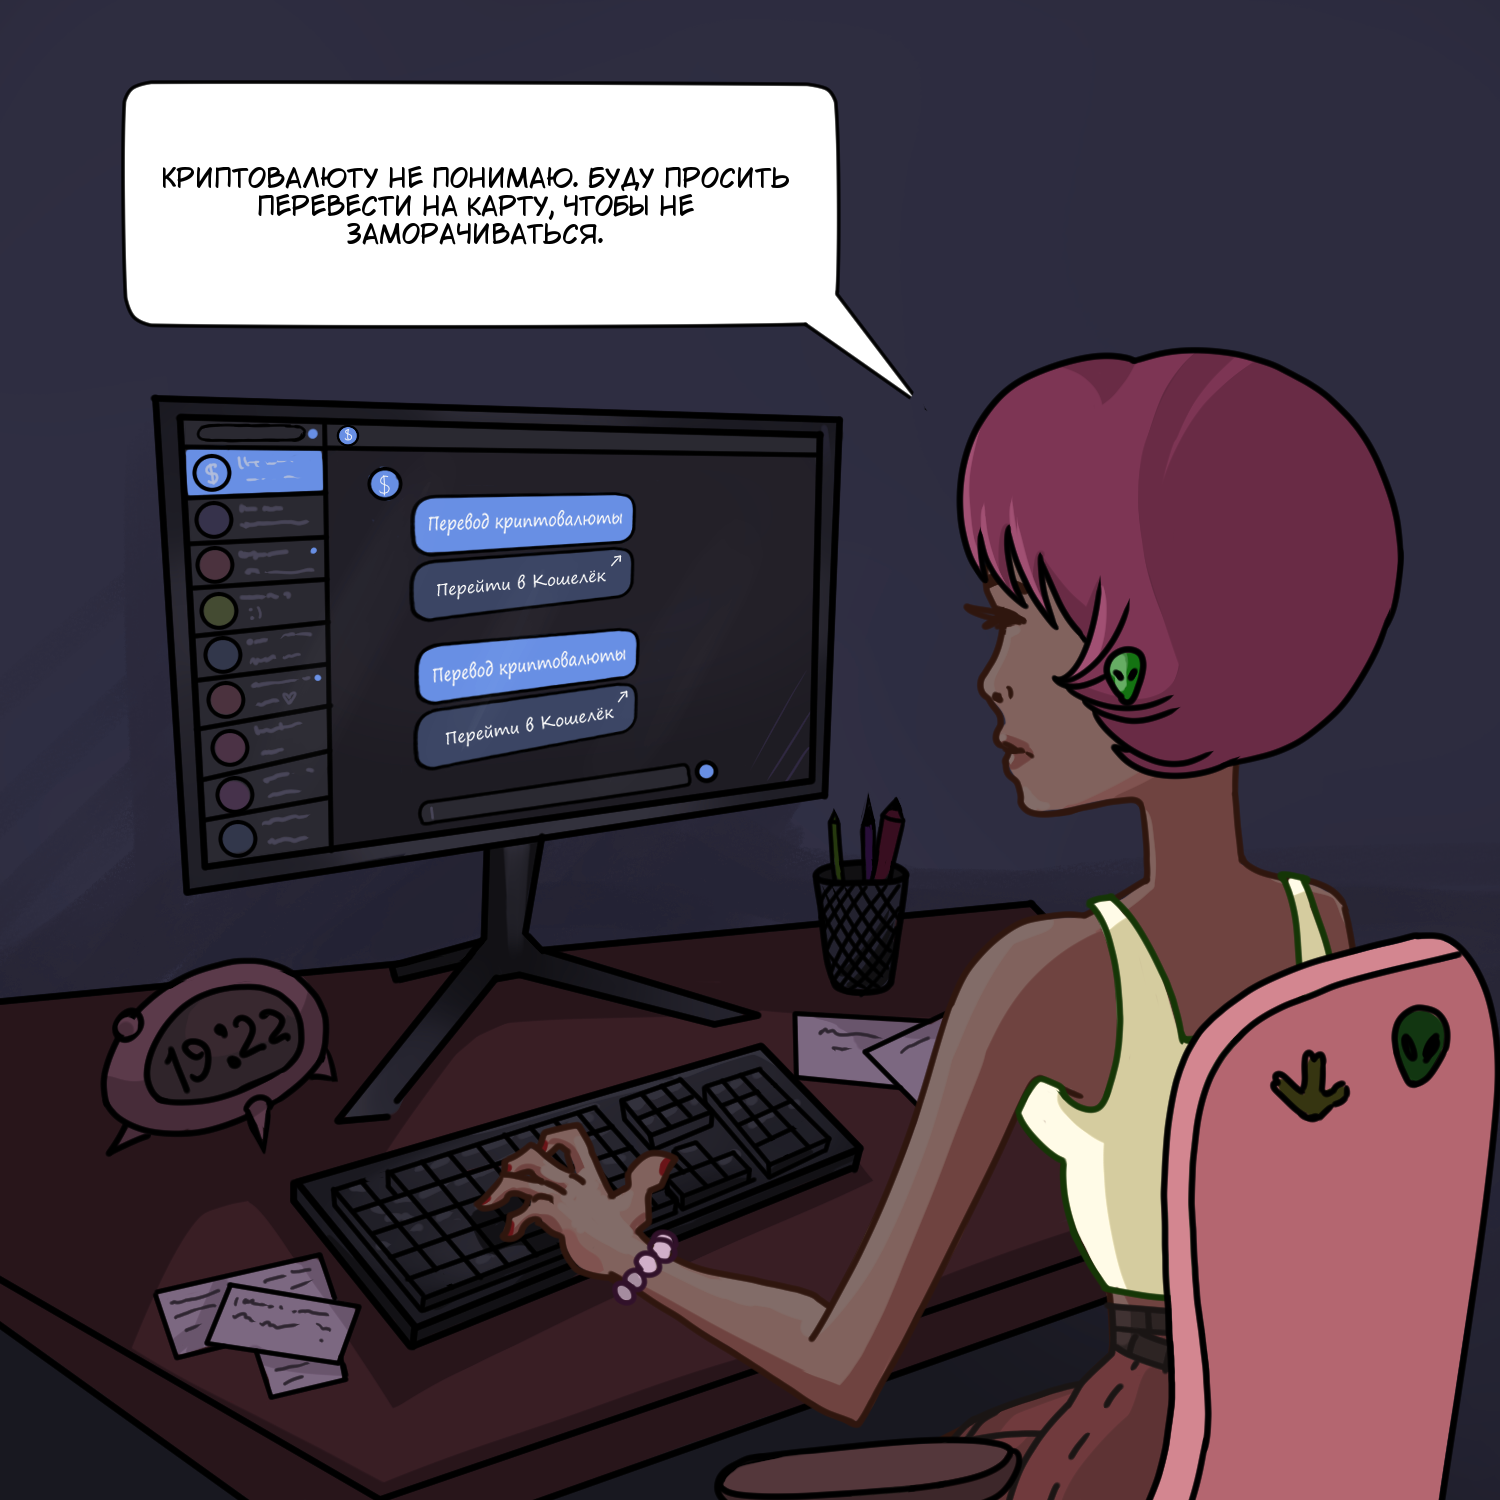 КРИПТОВАЛЮТУ НЕ ПОНИМАЮ. БУДУ ПРОСИТЬ
ПЕРЕВЕСТИ НА КАРТУ, ЧТОБЫ НЕ
ЗАМОРАЧИВАТЬСЯ.
$
$
$
Перевод криптовалюты
Перейти в Кошелёк
Перевод криптовалюты
Перейти в Кошелёк
:)
19:22